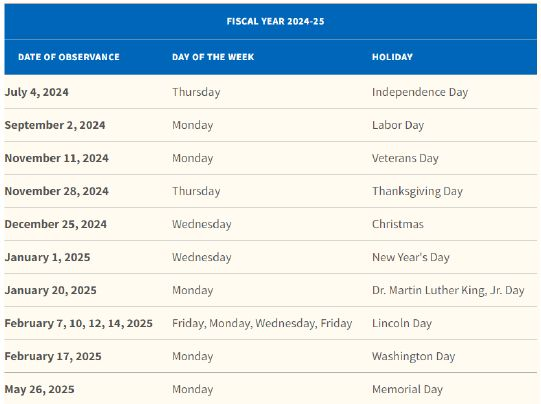 FISCAL YEAR 2024-25
DATE OF OBSERVANCE DAY OF THE WEEK HOLIDAY
July 4, 2024 Thursday Independence Day
September 2, 2024 Monday Labor Day
November 11, 2024 Monday Veterans Day
November 28, 2024 Thursday Thanksgiving Day
December 25, 2024 Wednesday Christmas
January 1, 2025 Wednesday New Year's Day
January 20, 2025 Monday Dr. Martin Luther King, Jr. Day
February 7, 10, 12, 14, 2025 Friday, Monday, Wednesday, Friday Lincoln Day
February 17, 2025 Monday Washington Day
May 26, 2025 Monday Memorial Day